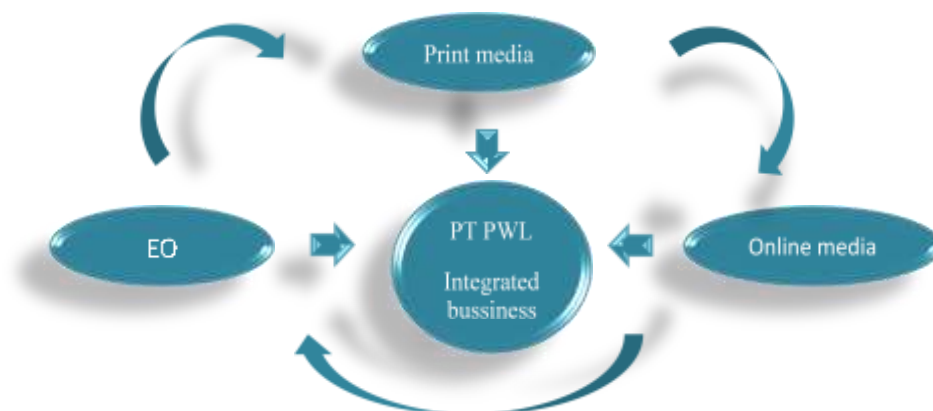 Print media
EO
PT PWL
Integrated
bussiness
Online media